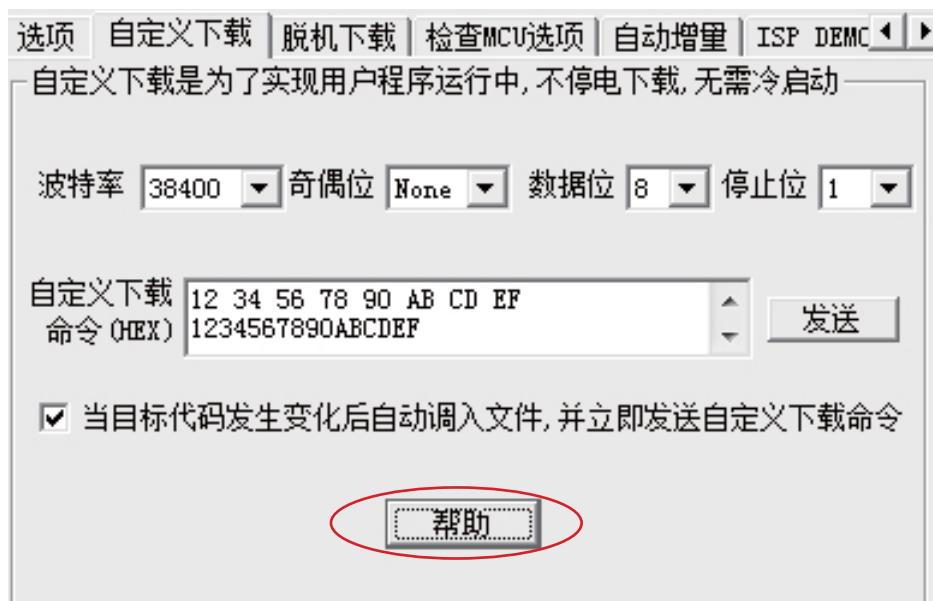 选项 自定义下载 脱机下载 检查MCU选项 自动增量 ISP DEMC
自定义下载是为了实现用户程序运行中,不停电下载,无需冷启动
波特率 38400 奇偶位 None 数据位 8 停止位 1
自定义下载 12 34 56 78 90 AB CD EF
命令(HEX) 1234567890ABCDEF 发送
当目标代码发生变化后自动调入文件,并立即发送自定义下载命令
帮助